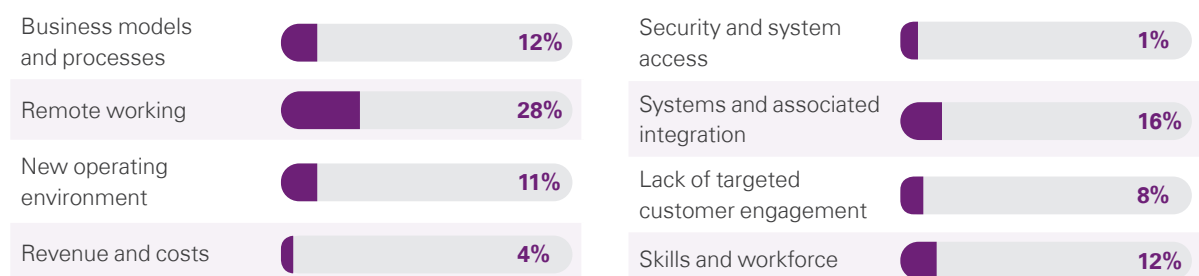 Business models
and processes
12%
Remote working
28%
New operating
environment
11%
Revenue and costs
4%
Security and system
access
1%
Systems and associated
integration
16%
Lack of targeted
customer engagement
8%
Skills and workforce
12%